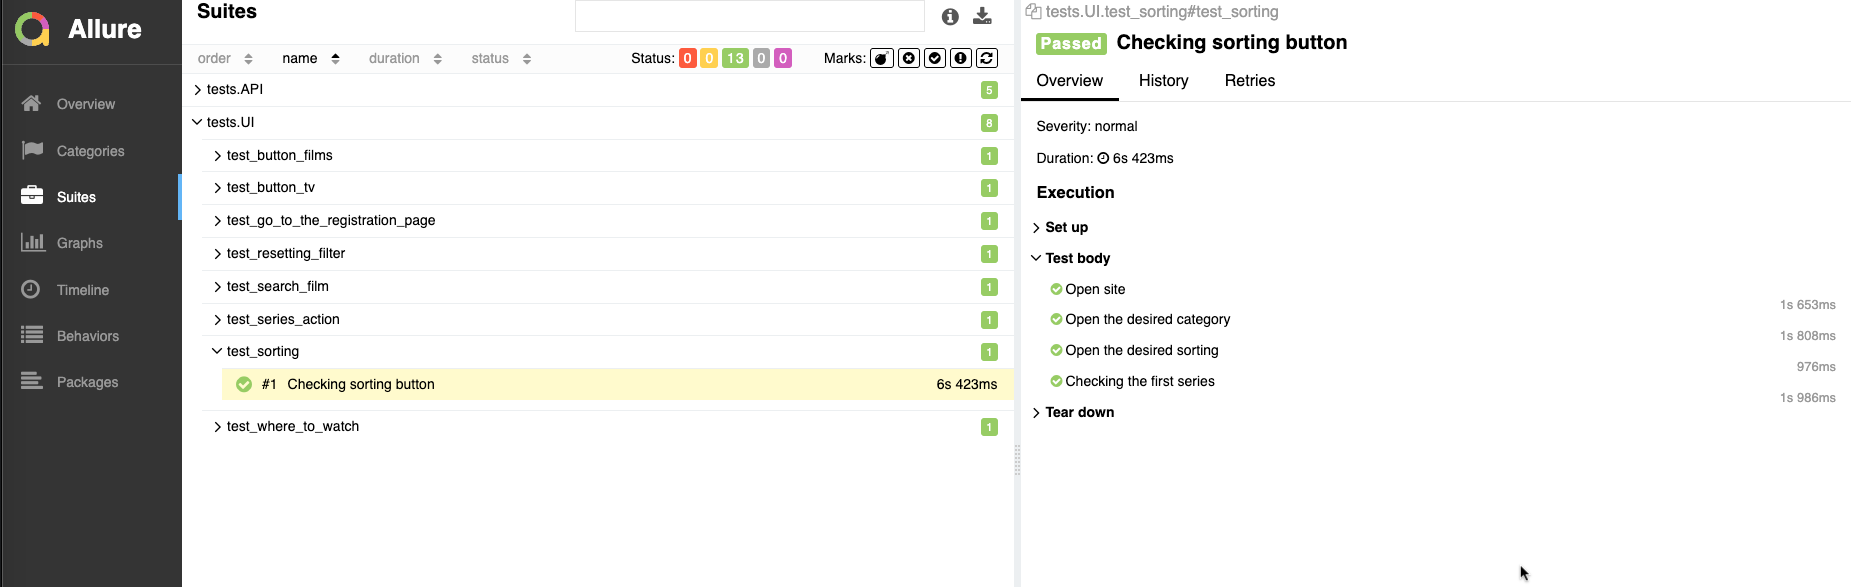 Allure
Overview
Categories
Suites
Graphs
Timeline
Behaviors
Packages
Suites
order name duration status Status: 0 0 13 0 0 Marks:
tests.API 5
tests.UI 8
test_button_films 1
test_button_tv 1
test_go_to_the_registration_page 1
test_resetting_filter 1
test_search_film 1
test_series_action 1
test_sorting 1
#1 Checking sorting button 6s 423ms
test_where_to_watch 1
tests.UI.test_sorting#test_sorting
Passed Checking sorting button
Overview History Retries
Severity: normal
Duration: 6s 423ms
Execution
Set up
Test body
Open site
1s 653ms
Open the desired category
1s 808ms
Open the desired sorting
976ms
Checking the first series
1s 986ms
Tear down